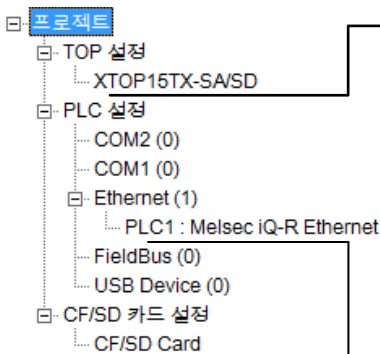 프로젝트
TOP 설정
XTOP15TX-SA/SD
PLC 설정
COM2 (0)
COM1 (0)
Ethernet (1)
PLC1 : Melsec iQ-R Ethernet
FieldBus (0)
USB Device (0)
CF/SD 카드 설정
CF/SD Card